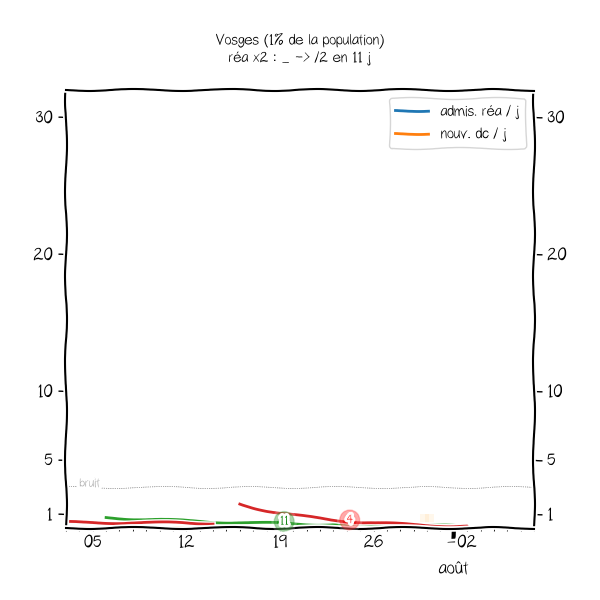 Vosges (1% de la population)
réa x2 : _ -> /2 en 11 j
admis. réa / j
nouv. dc / j
30
30
20
20
10
10
5
5
bruit
1
1
11
4
05
12
19
26
02
août